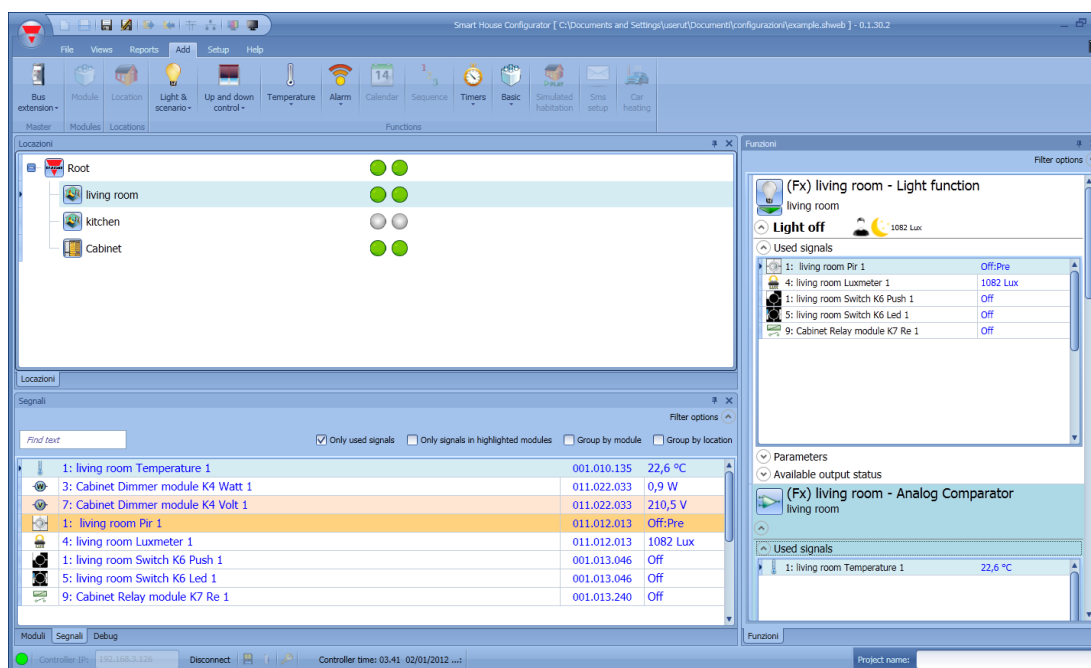 Smart House Configurator [ C:\Documents and Settings\userut\Documenti\configurazioni\example.shweb ] - 0.1.30.2
File Views Reports Add Setup Help
Bus extension Module Location Light & scenario Up and down control Temperature Alarm 14 Calendar Sequence Timers Basic Simulated habitation Sms setup Car heating
Master Modules Locations Functions
Locazioni
Root
living room
kitchen
Cabinet
Locazioni
Segnali
Filter options
Find text Only used signals Only signals in highlighted modules Group by module Group by location
1: living room Temperature 1 001.010.135 22,6 °C
3: Cabinet Dimmer module K4 Watt 1 011.022.033 0,9 W
7: Cabinet Dimmer module K4 Volt 1 011.022.033 210,5 V
1: living room Pir 1 011.012.013 Off:Pre
4: living room Luxmeter 1 011.012.013 1082 Lux
1: living room Switch K6 Push 1 001.013.046 Off
5: living room Switch K6 Led 1 001.013.046 Off
9: Cabinet Relay module K7 Re 1 001.013.240 Off
Moduli Segnali Debug
Funzioni
Filter options
(Fx) living room - Light function
living room
Light off 1082 Lux
Used signals
1: living room Pir 1 Off:Pre
4: living room Luxmeter 1 1082 Lux
1: living room Switch K6 Push 1 Off
5: living room Switch K6 Led 1 Off
9: Cabinet Relay module K7 Re 1 Off
Parameters
Available output status
(Fx) living room - Analog Comparator
living room
Used signals
1: living room Temperature 1 22,6 °C
Funzioni
Controller IP: 192.168.3.126 Disconnect Controller time: 03.41 02/01/2012 ...: Project name: